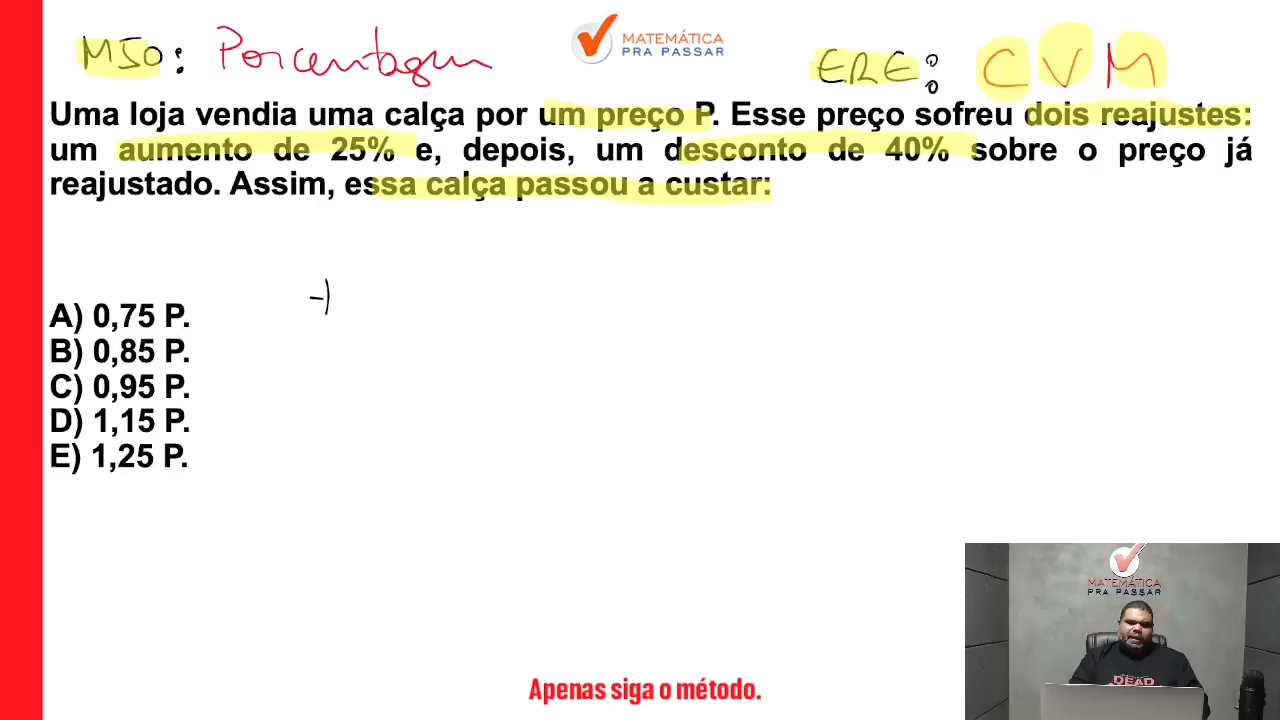 MJO: Porcentagem
MATEMÁTICA
PRA PASSAR
ERE: CVM
Uma loja vendia uma calça por um preço P. Esse preço sofreu dois reajustes:
um aumento de 25% e, depois, um desconto de 40% sobre o preço já
reajustado. Assim, essa calça passou a custar:
A) 0,75 P.
B) 0,85 P.
C) 0,95 P.
D) 1,15 P.
E) 1,25 P.
MATEMÁTICA
PRA PASSAR
DEAD
Apenas siga o método.